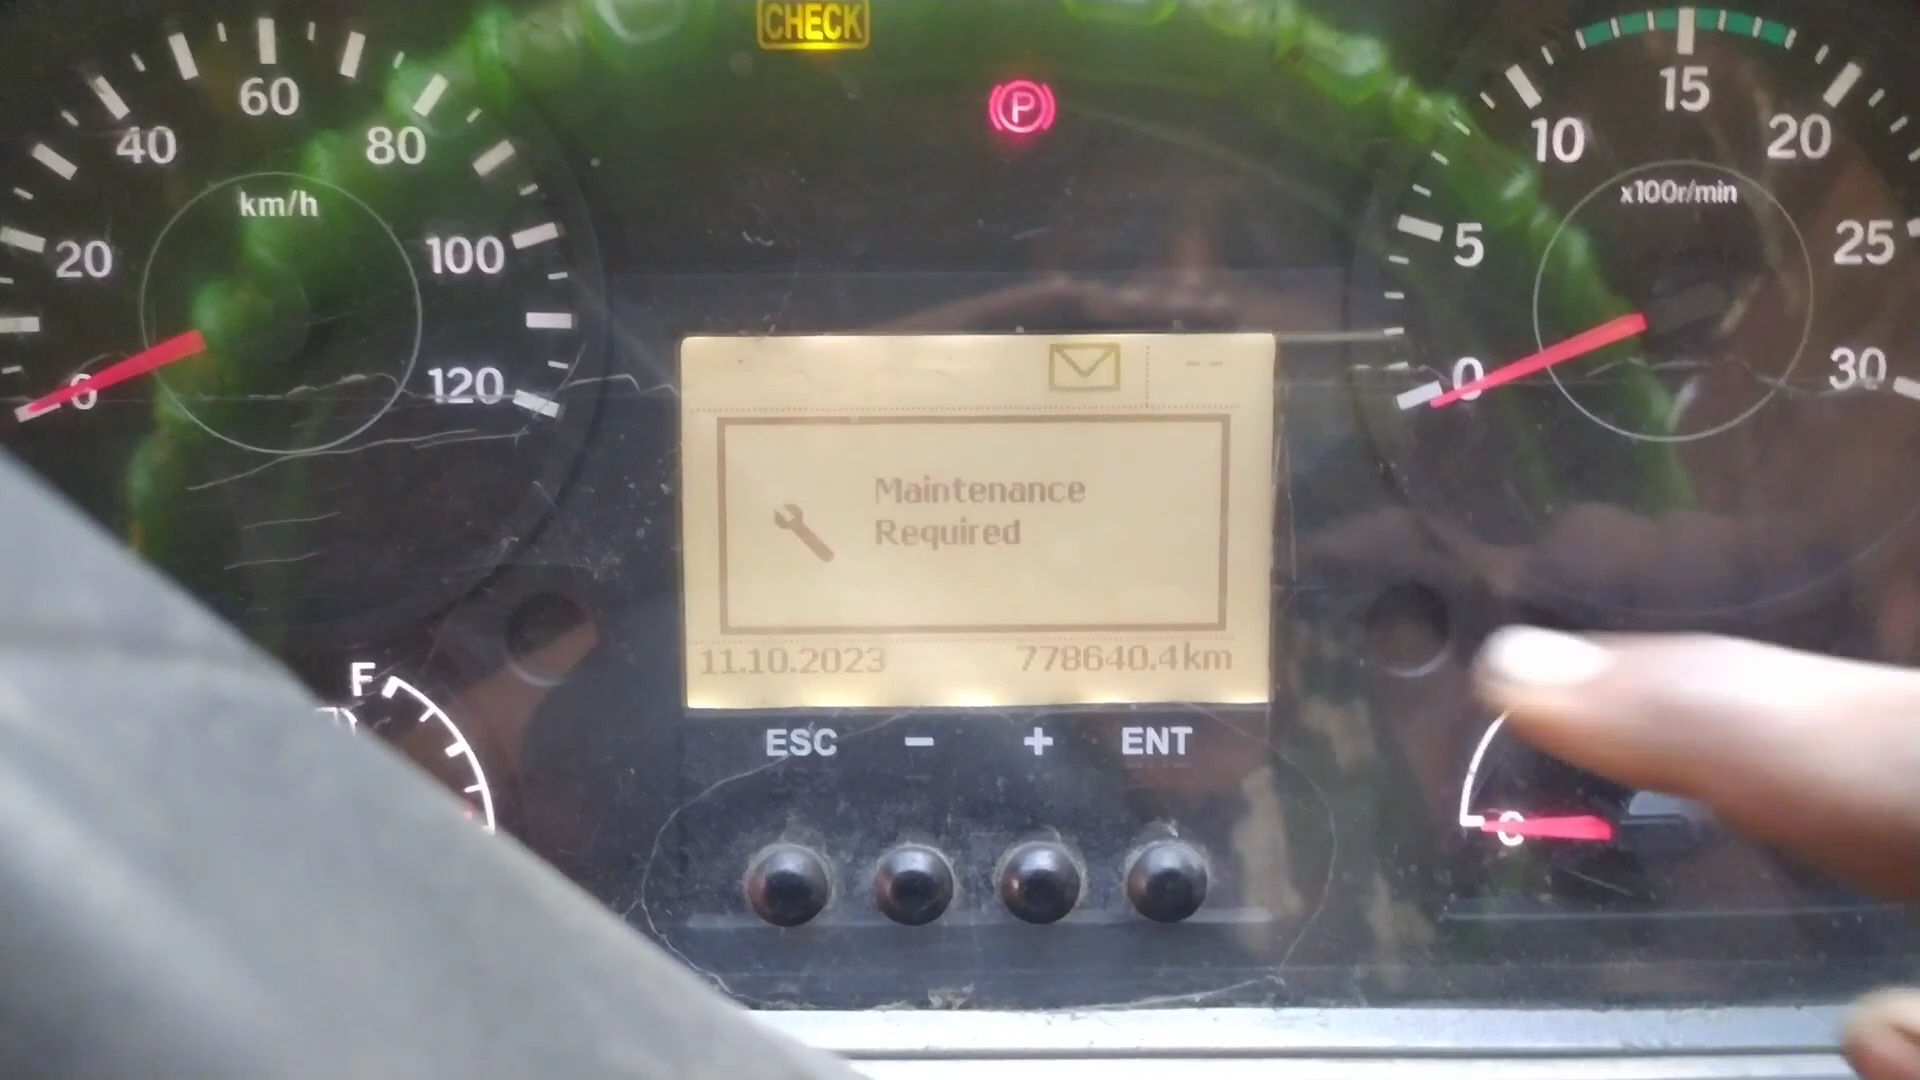 CHECK
P
0
20
40
60
80
100
120
km/h
0
5
10
15
20
25
30
x100r/min
-- 
Maintenance
Required
11.10.2023 778640.4km
ESC − + ENT
F
C